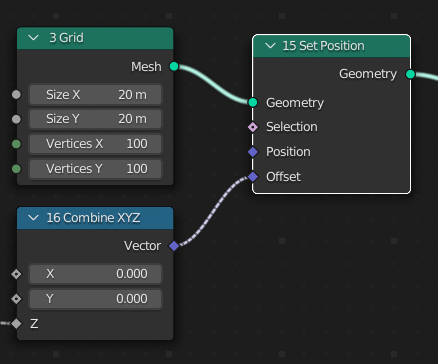 3 Grid
Mesh
Size X 20 m
Size Y 20 m
Vertices X 100
Vertices Y 100
15 Set Position
Geometry
Geometry
Selection
Position
Offset
16 Combine XYZ
Vector
X 0.000
Y 0.000
Z